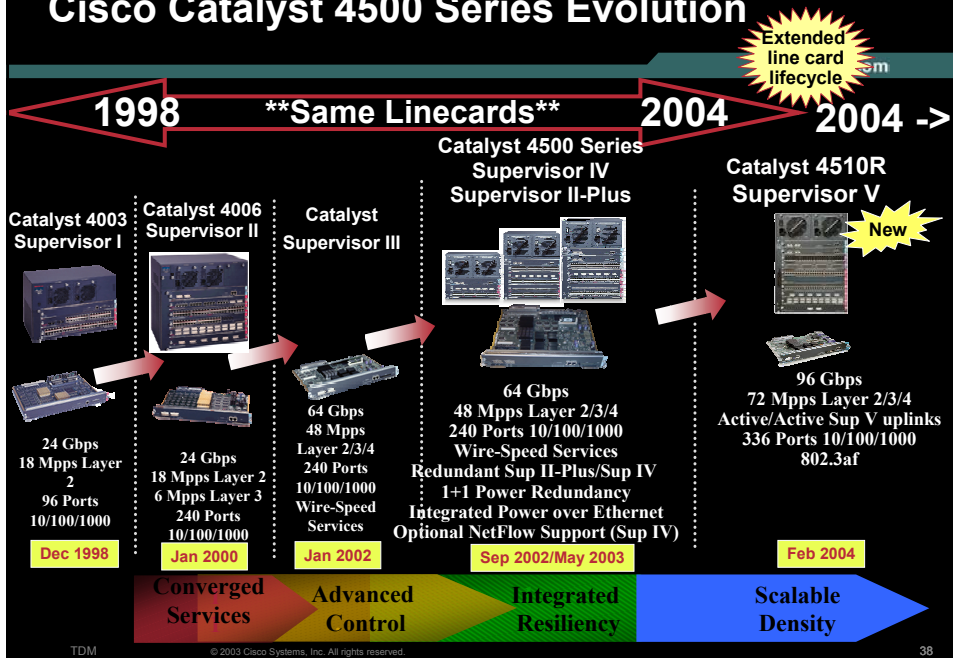 Cisco Catalyst 4500 Series Evolution
Extended
line card
lifecycle
om
1998
**Same Linecards**
2004
2004 ->
Catalyst 4003
Supervisor I
24 Gbps
18 Mpps Layer
2
96 Ports
10/100/1000
Dec 1998
Catalyst 4006
Supervisor II
24 Gbps
18 Mpps Layer 2
6 Mpps Layer 3
240 Ports
10/100/1000
Jan 2000
Catalyst
Supervisor III
64 Gbps
48 Mpps
Layer 2/3/4
240 Ports
10/100/1000
Wire-Speed
Services
Jan 2002
Catalyst 4500 Series
Supervisor IV
Supervisor II-Plus
64 Gbps
48 Mpps Layer 2/3/4
240 Ports 10/100/1000
Wire-Speed Services
Redundant Sup II-Plus/Sup IV
1+1 Power Redundancy
Integrated Power over Ethernet
Optional NetFlow Support (Sup IV)
Sep 2002/May 2003
Catalyst 4510R
Supervisor V
New
96 Gbps
72 Mpps Layer 2/3/4
Active/Active Sup V uplinks
336 Ports 10/100/1000
802.3af
Feb 2004
Converged
Services
Advanced
Control
Integrated
Resiliency
Scalable
Density
TDM
© 2003 Cisco Systems, Inc. All rights reserved.
38